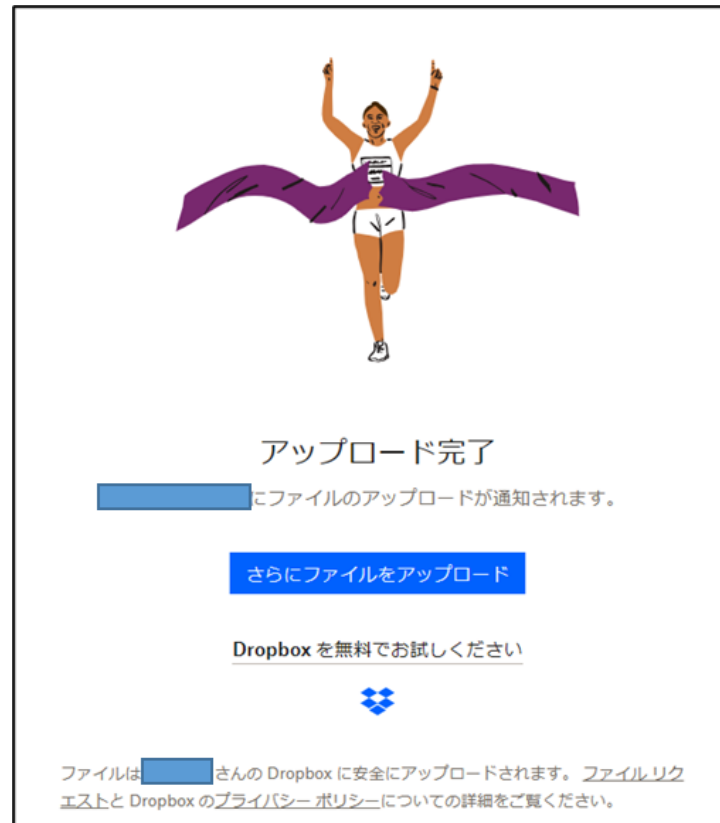 アップロード完了
にファイルのアップロードが通知されます。
さらにファイルをアップロード
Dropbox を無料でお試しください
ファイルは さんの Dropbox に安全にアップロードされます。 ファイル リク
エストと Dropbox のプライバシー ポリシーについての詳細をご覧ください。